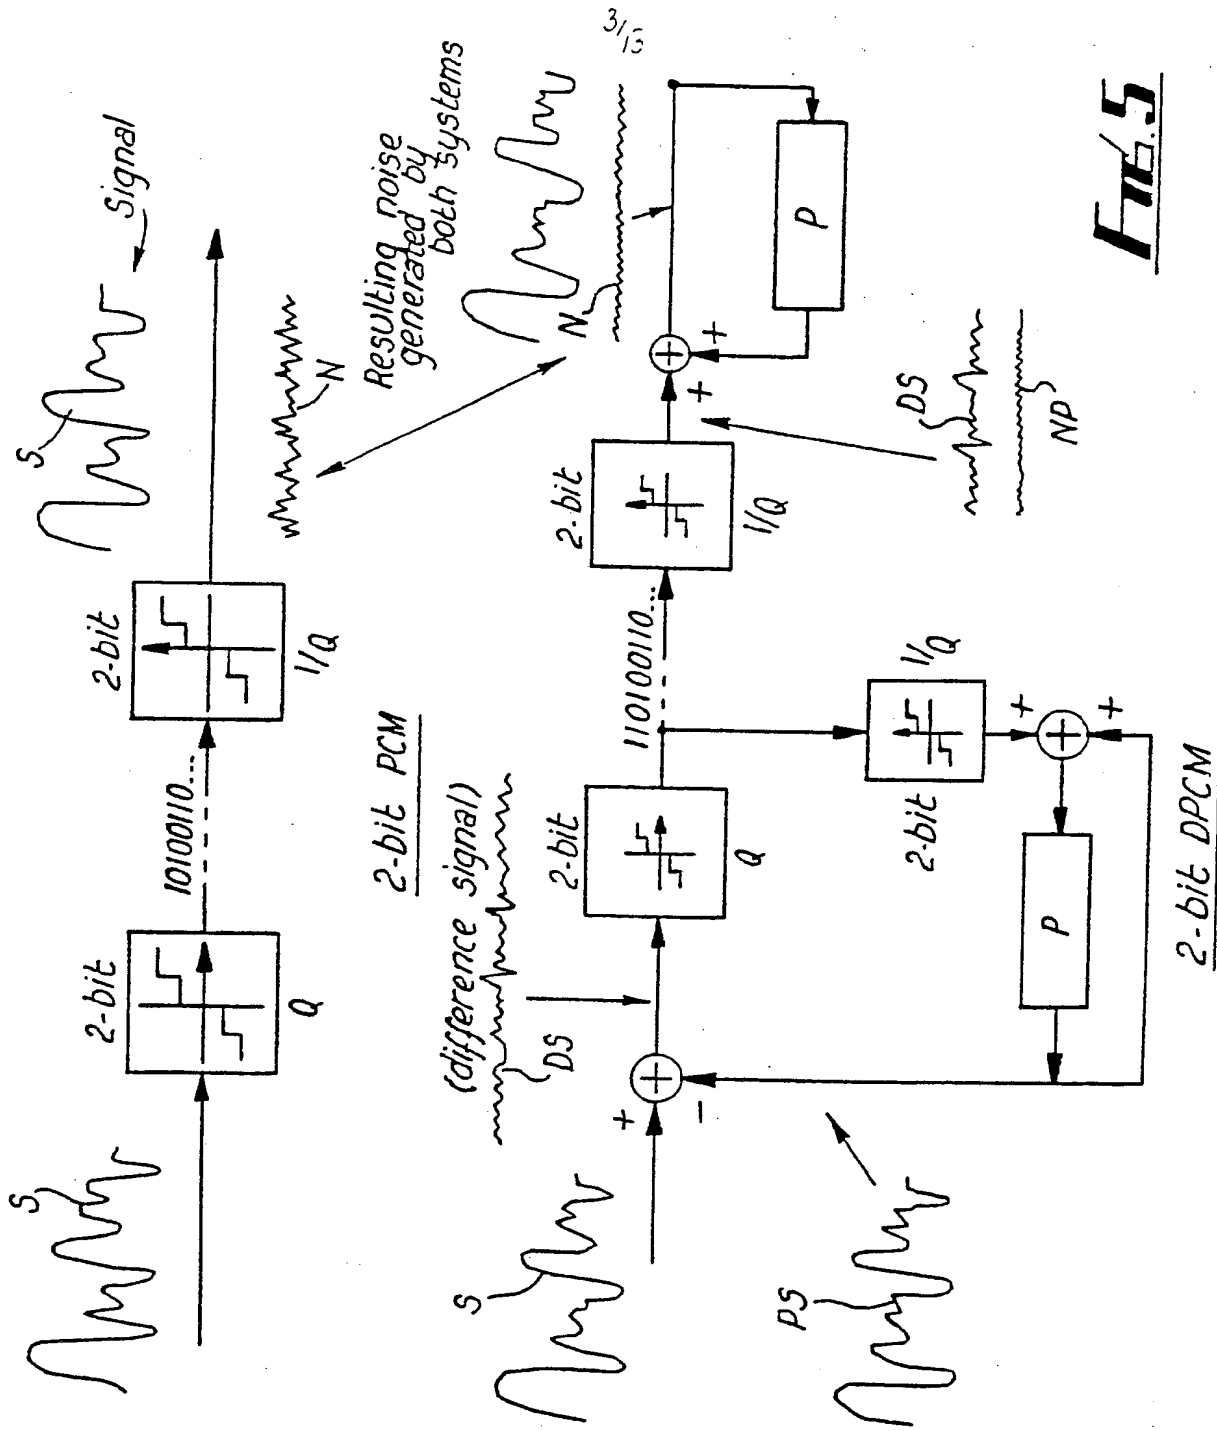 3/13
S
2-bit
Q
10100110...
2-bit
1/Q
S
Signal
N
2-bit PCM
Resulting noise
generated by
both systems
S
+
-
(difference signal)
DS
2-bit
Q
110100110...
2-bit
1/Q
+
+
N
P
PS
P
2-bit
1/Q
+
+
DS
NP
2-bit DPCM
FIG. 5